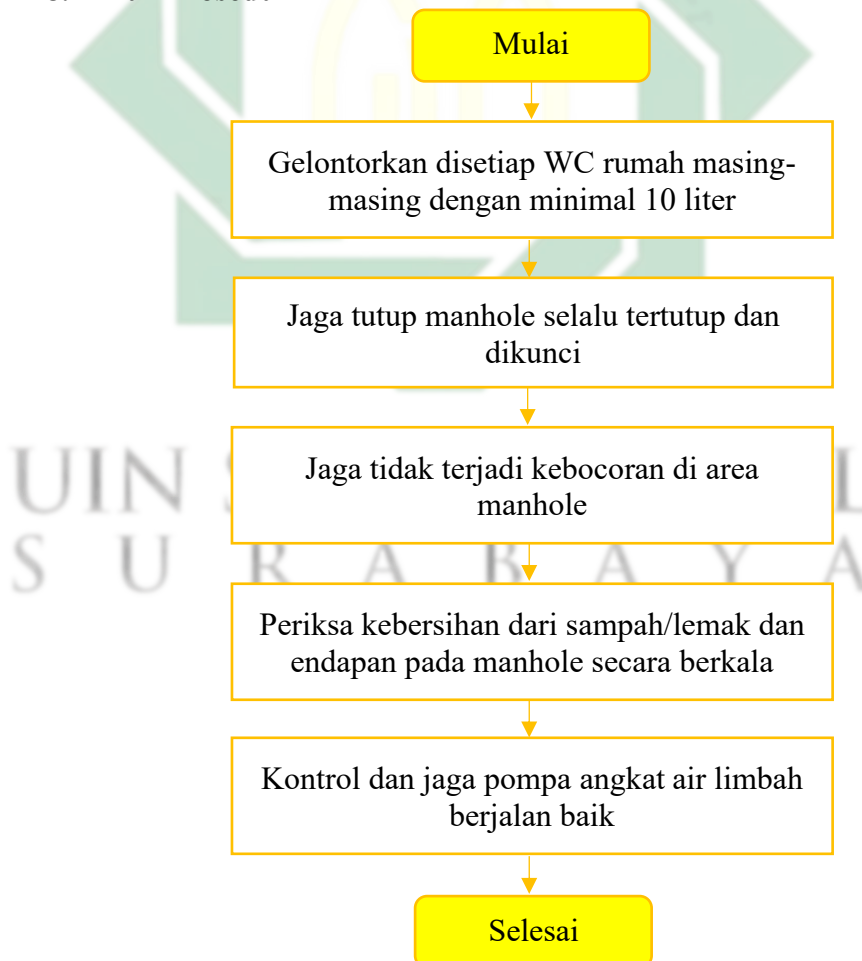 Mulai
Gelontorkan disetiap WC rumah masing-
masing dengan minimal 10 liter
Jaga tutup manhole selalu tertutup dan
dikunci
Jaga tidak terjadi kebocoran di area
manhole
UIN S L
S U R A B A Y A
Periksa kebersihan dari sampah/lemak dan
endapan pada manhole secara berkala
Kontrol dan jaga pompa angkat air limbah
berjalan baik
Selesai